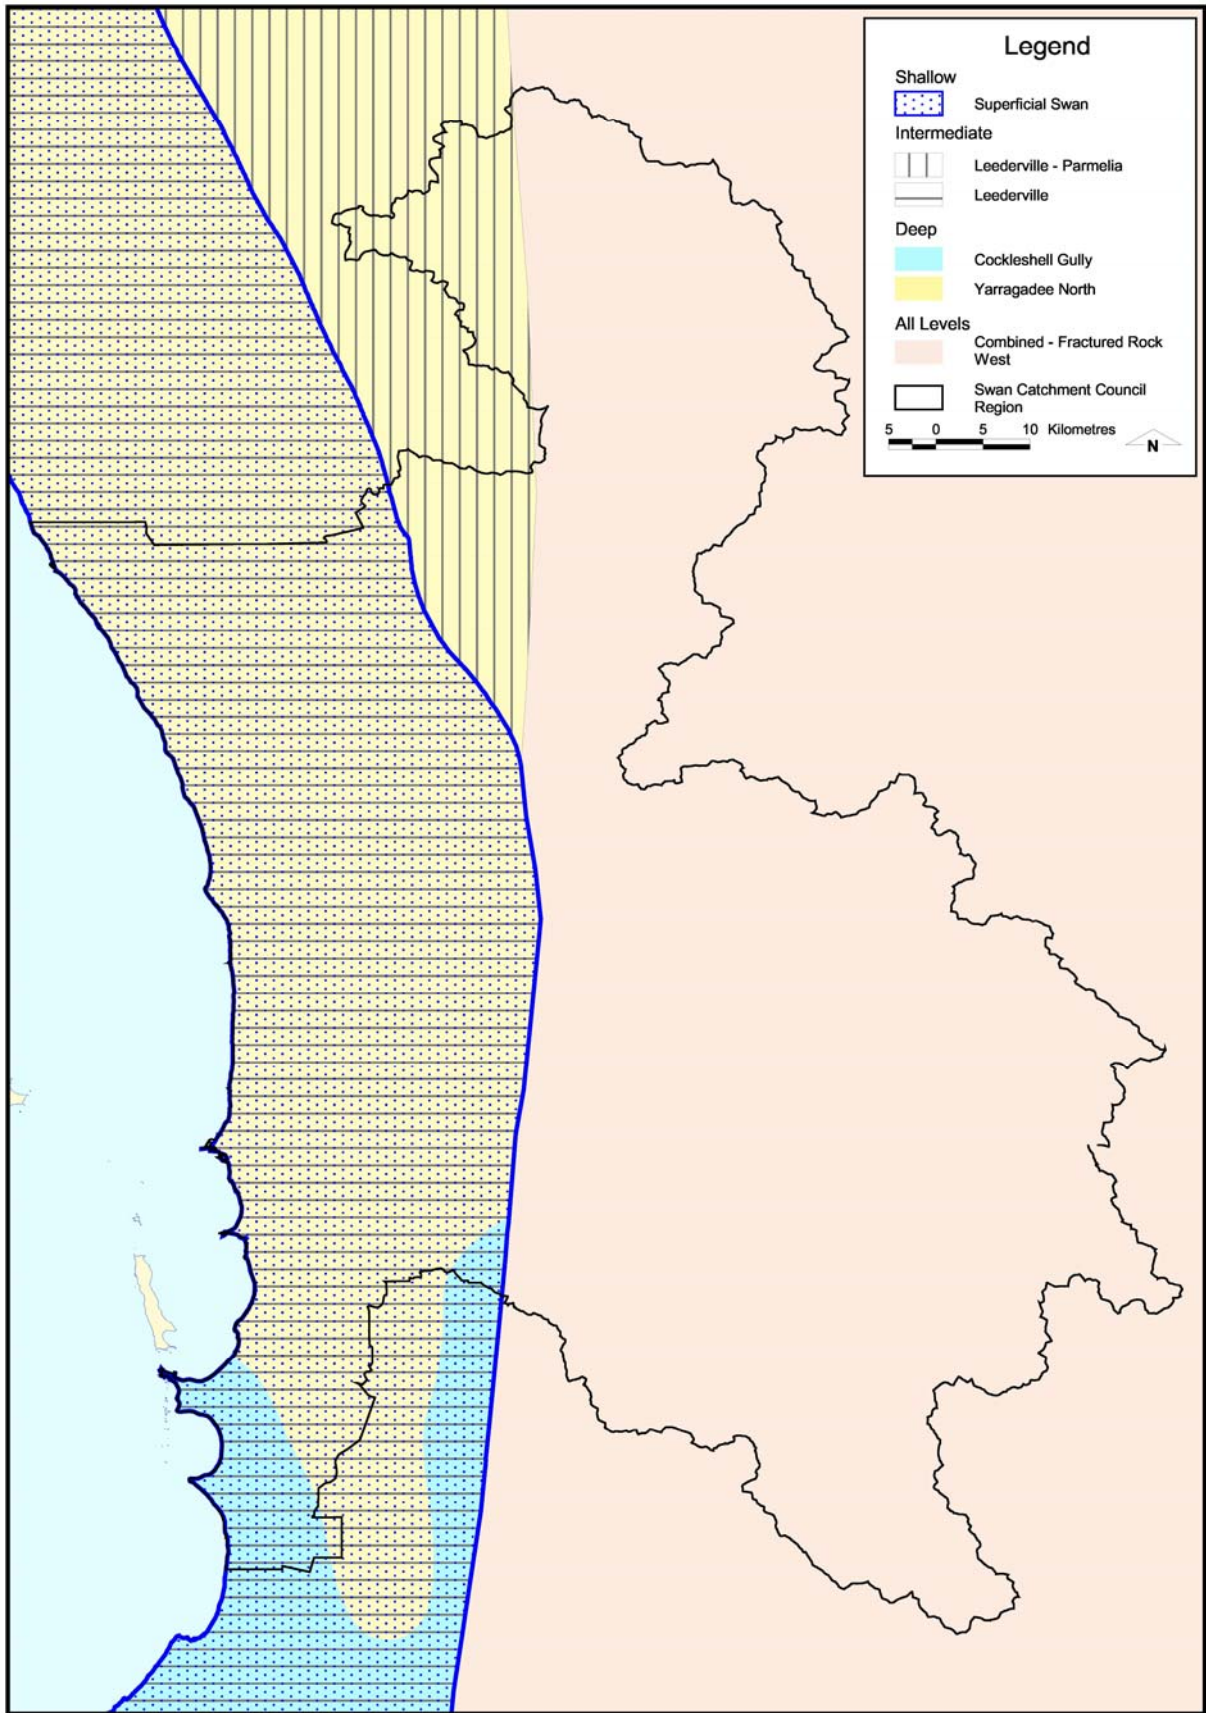 Legend
Shallow
Superficial Swan
Intermediate
Leederville - Parmelia
Leederville
Deep
Cockleshell Gully
Yarragadee North
All Levels
Combined - Fractured Rock
West
Swan Catchment Council
Region
5 0 5 10 Kilometres
N